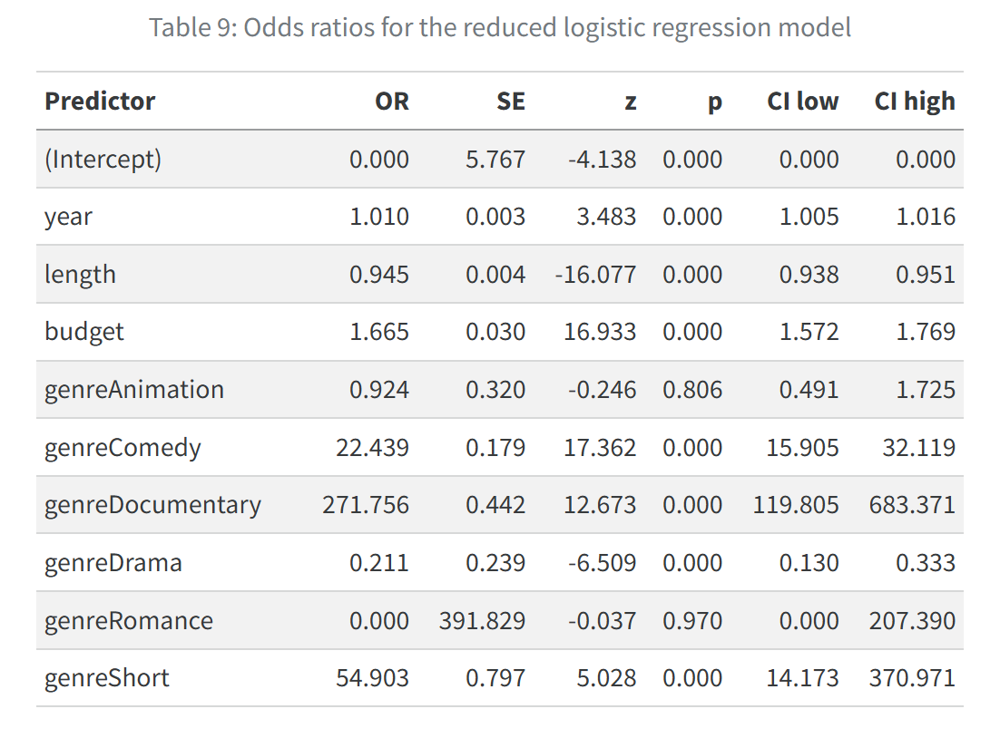 Table 9: Odds ratios for the reduced logistic regression model
Predictor OR SE z p CI low CI high
(Intercept) 0.000 5.767 -4.138 0.000 0.000 0.000
year 1.010 0.003 3.483 0.000 1.005 1.016
length 0.945 0.004 -16.077 0.000 0.938 0.951
budget 1.665 0.030 16.933 0.000 1.572 1.769
genreAnimation 0.924 0.320 -0.246 0.806 0.491 1.725
genreComedy 22.439 0.179 17.362 0.000 15.905 32.119
genreDocumentary 271.756 0.442 12.673 0.000 119.805 683.371
genreDrama 0.211 0.239 -6.509 0.000 0.130 0.333
genreRomance 0.000 391.829 -0.037 0.970 0.000 207.390
genreShort 54.903 0.797 5.028 0.000 14.173 370.971